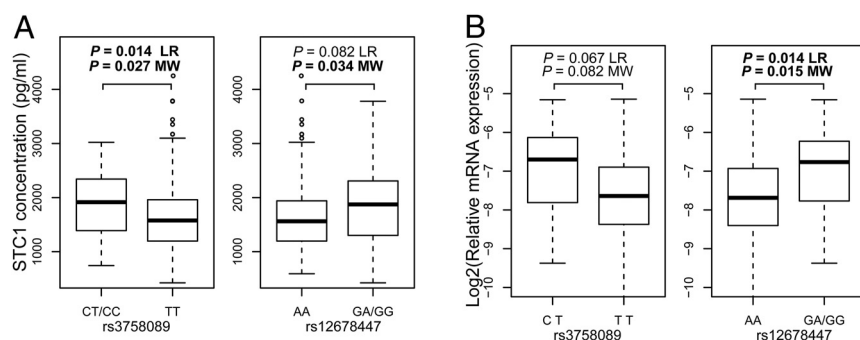 A
P = 0.014 LR
P = 0.027 MW
P = 0.082 LR
P = 0.034 MW
STC1 concentration (pg/ml)
4000
3000
2000
1000
4000
3000
2000
1000
CT/CC TT
rs3758089
AA GA/GG
rs12678447
B
P = 0.067 LR
P = 0.082 MW
P = 0.014 LR
P = 0.015 MW
Log2(Relative mRNA expression)
−5
−6
−7
−8
−9
−10
−5
−6
−7
−8
−9
−10
C T T T
rs3758089
AA GA/GG
rs12678447